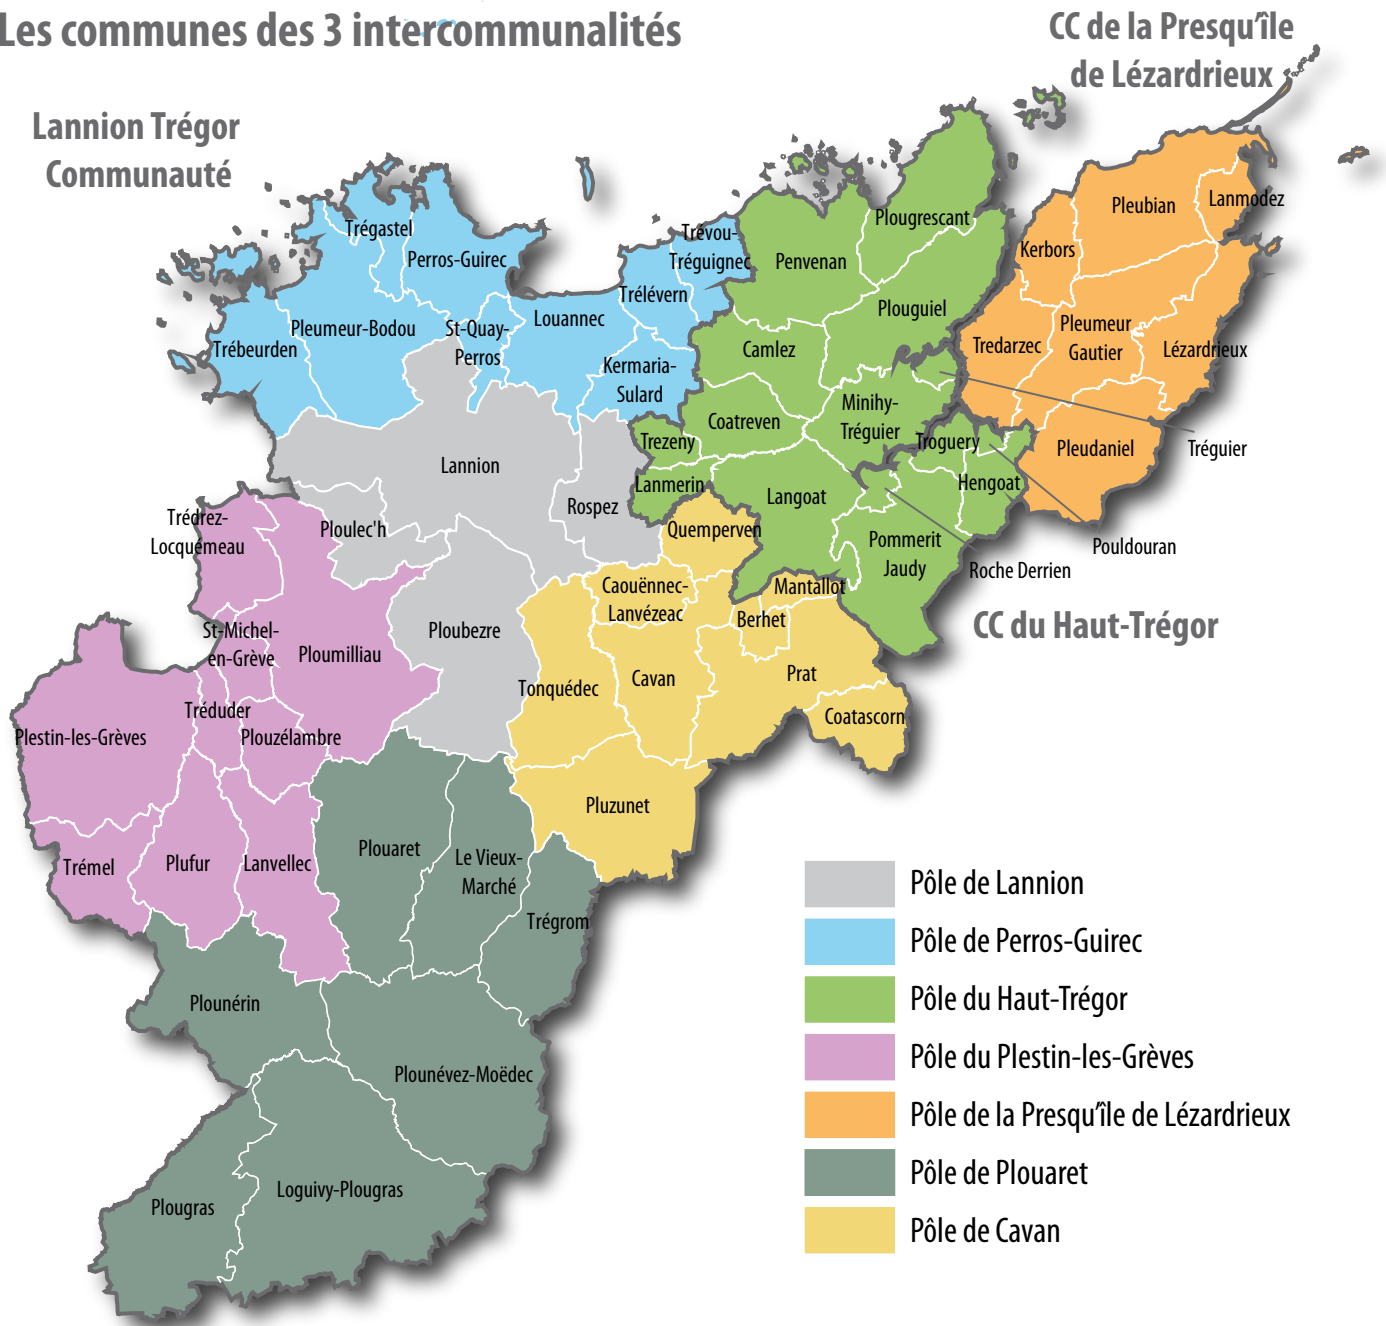 Les communes des 3 intercommunalités
CC de la Presqu'île
de Lézardrieux
Lannion Trégor
Communauté
Trégastel
Perros-Guirec
Pleumeur-Bodou
Trébeurden
St-Quay-
Perros
Louannec
Trélévern
Trévou-
Tréguignec
Kermaria-
Sulard
Penvenan
Plougrescant
Plouguiel
Camlez
Coatreven
Minihy-
Tréguier
Trezeny
Lanmerin
Langoat
Troguery
Hengoat
Pommerit
Jaudy
Kerbors
Pleubian
Lanmodez
Tredarzec
Pleumeur
Gautier
Lézardrieux
Pleudaniel
Tréguier
Pouldouran
Roche Derrien
CC du Haut-Trégor
Lannion
Rospez
Ploulec'h
Ploubezre
Trédrez-
Locquémeau
St-Michel-
en-Grève
Ploumilliau
Tréduder
Plouzélambre
Plestin-les-Grèves
Trémel
Plufur
Lanvellec
Quemperven
Caouënnec-
Lanvézeac
Mantallot
Berhet
Tonquédec
Cavan
Prat
Coatascorn
Pluzunet
Plouaret
Le Vieux-
Marché
Trégrom
Plounérin
Plounévez-Moëdec
Loguivy-Plougras
Plougras
Pôle de Lannion
Pôle de Perros-Guirec
Pôle du Haut-Trégor
Pôle du Plestin-les-Grèves
Pôle de la Presqu'île de Lézardrieux
Pôle de Plouaret
Pôle de Cavan